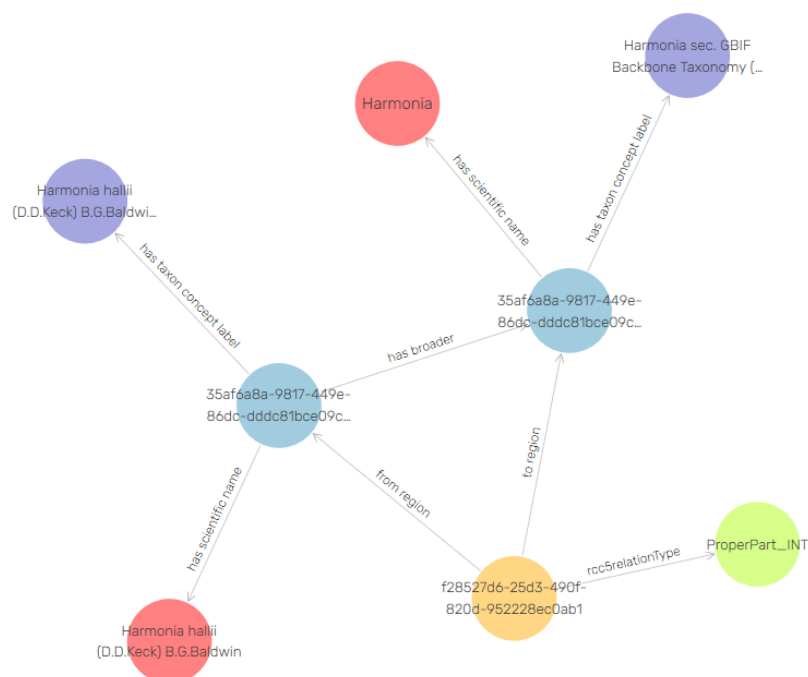 Harmonia sec. GBIF
Backbone Taxonomy (...
Harmonia
has scientific name
has taxon concept label
Harmonia hallii
(D.D.Keck) B.G.Baldwi...
has taxon concept label
35af6a8a-9817-449e-
86dc-dddc81bce09c...
has broader
35af6a8a-9817-449e-
86dc-dddc81bce09c...
from region
to region
has scientific name
ProperPart_INT
rcc5relationType
f28527d6-25d3-490f-
820d-952228ec0ab1
Harmonia hallii
(D.D.Keck) B.G.Baldwin